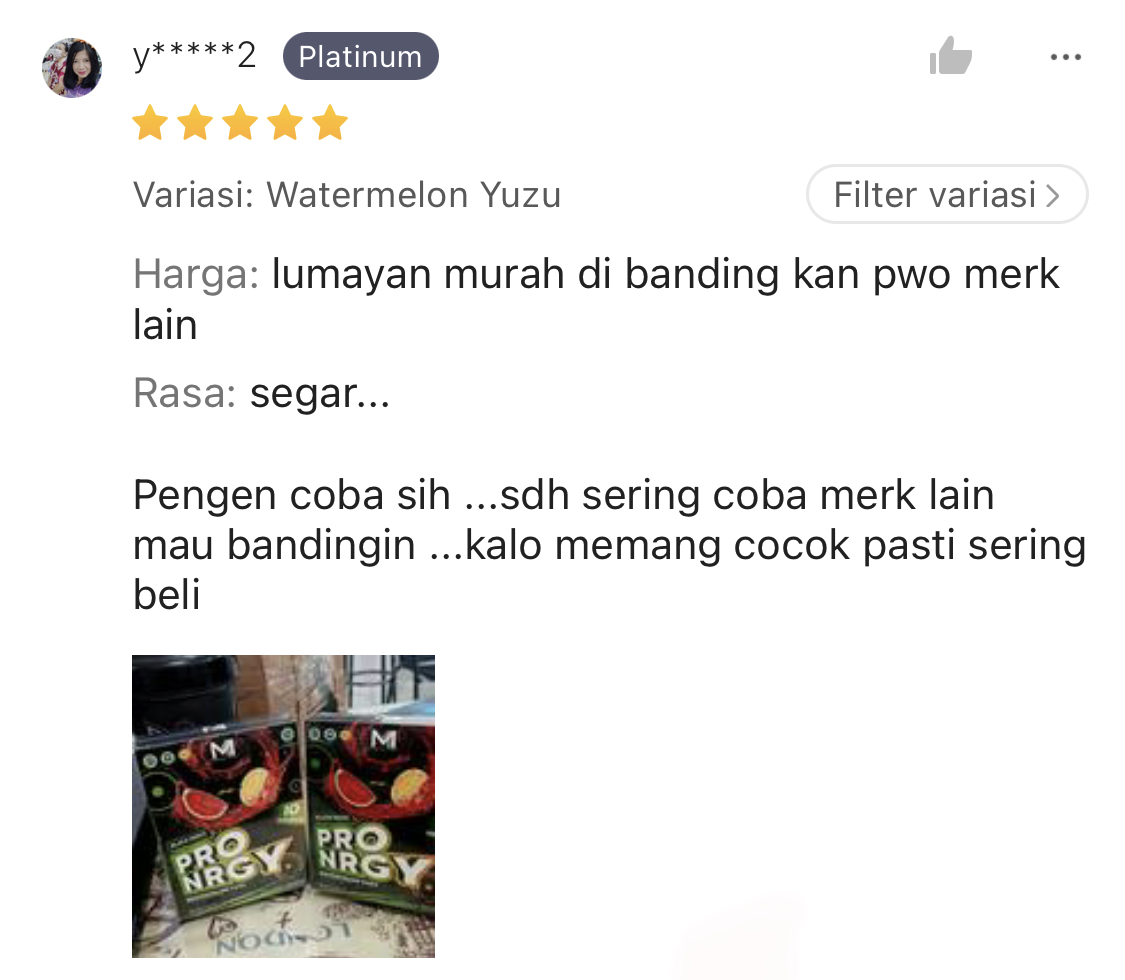 y*****2 Platinum
Variasi: Watermelon Yuzu
Filter variasi >
Harga: lumayan murah di banding kan pwo merk
lain
Rasa: segar...
Pengen coba sih ...sdh sering coba merk lain
mau bandingin ...kalo memang cocok pasti sering
beli
M
PRO
NRGY
M
PRO
NRGY
LONDON